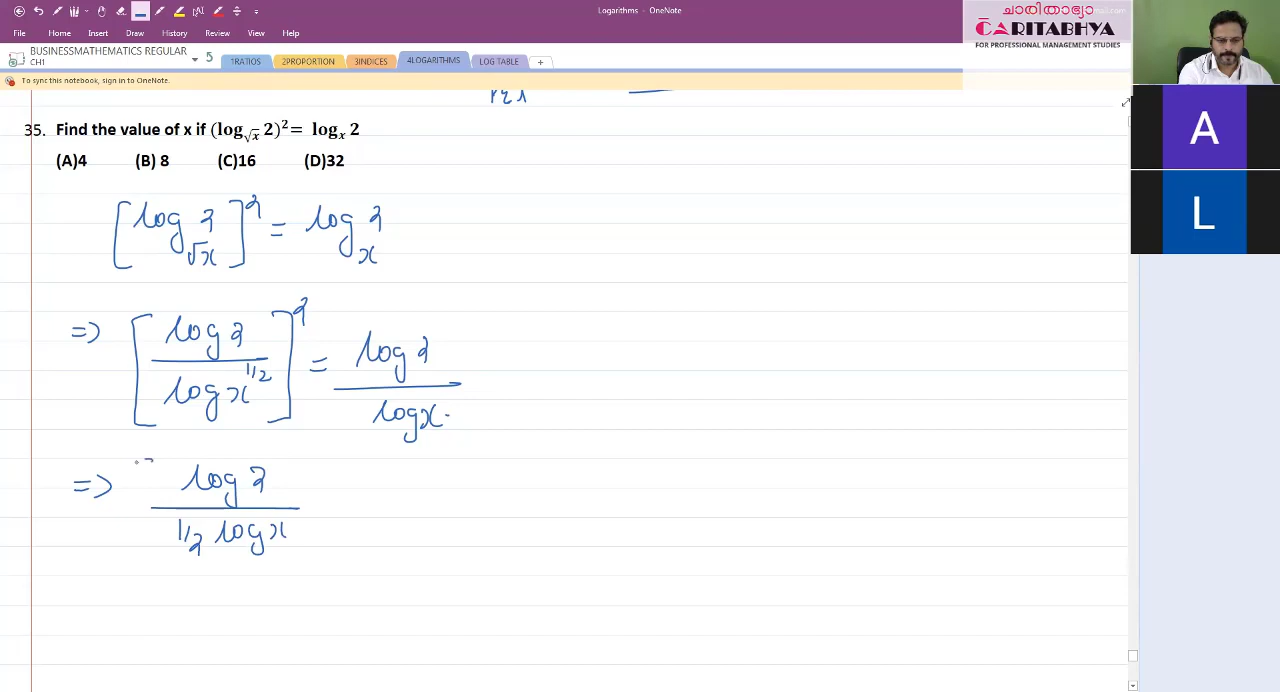 Logarithms - OneNote
ചാരിതാഭ്യാ
CARITABHYA
FOR PROFESSIONAL MANAGEMENT STUDIES
File Home Insert Draw History Review View Help
BUSINESSMATHEMATICS REGULAR
CH1
1RATIOS 2PROPORTION 3INDICES 4LOGARITHMS LOG TABLE +
To sync this notebook, sign in to OneNote.
35. Find the value of x if (log√x 2)² = logₓ 2
(A)4 (B) 8 (C)16 (D)32
[log√x 2]² = logₓ 2
=> [log 2 / log x^1/2]² = log 2 / log x
=> log 2 / 1/2 log x
A
L